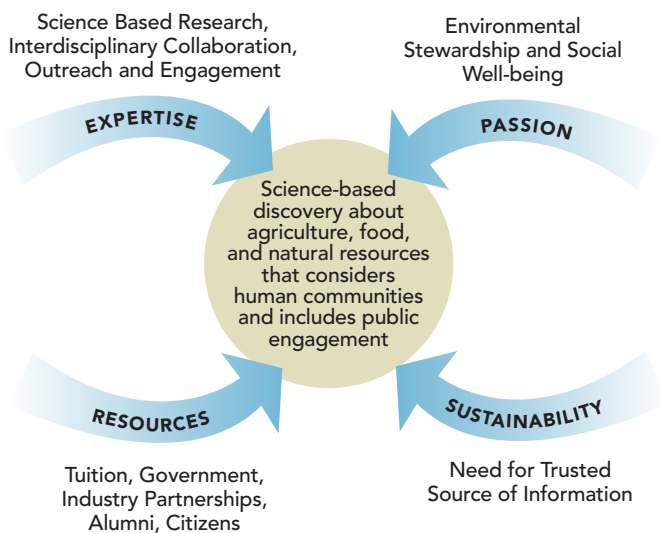 Science Based Research,
Interdisciplinary Collaboration,
Outreach and Engagement
EXPERTISE
Environmental
Stewardship and Social
Well-being
PASSION
Science-based
discovery about
agriculture, food,
and natural resources
that considers
human communities
and includes public
engagement
RESOURCES
Tuition, Government,
Industry Partnerships,
Alumni, Citizens
SUSTAINABILITY
Need for Trusted
Source of Information